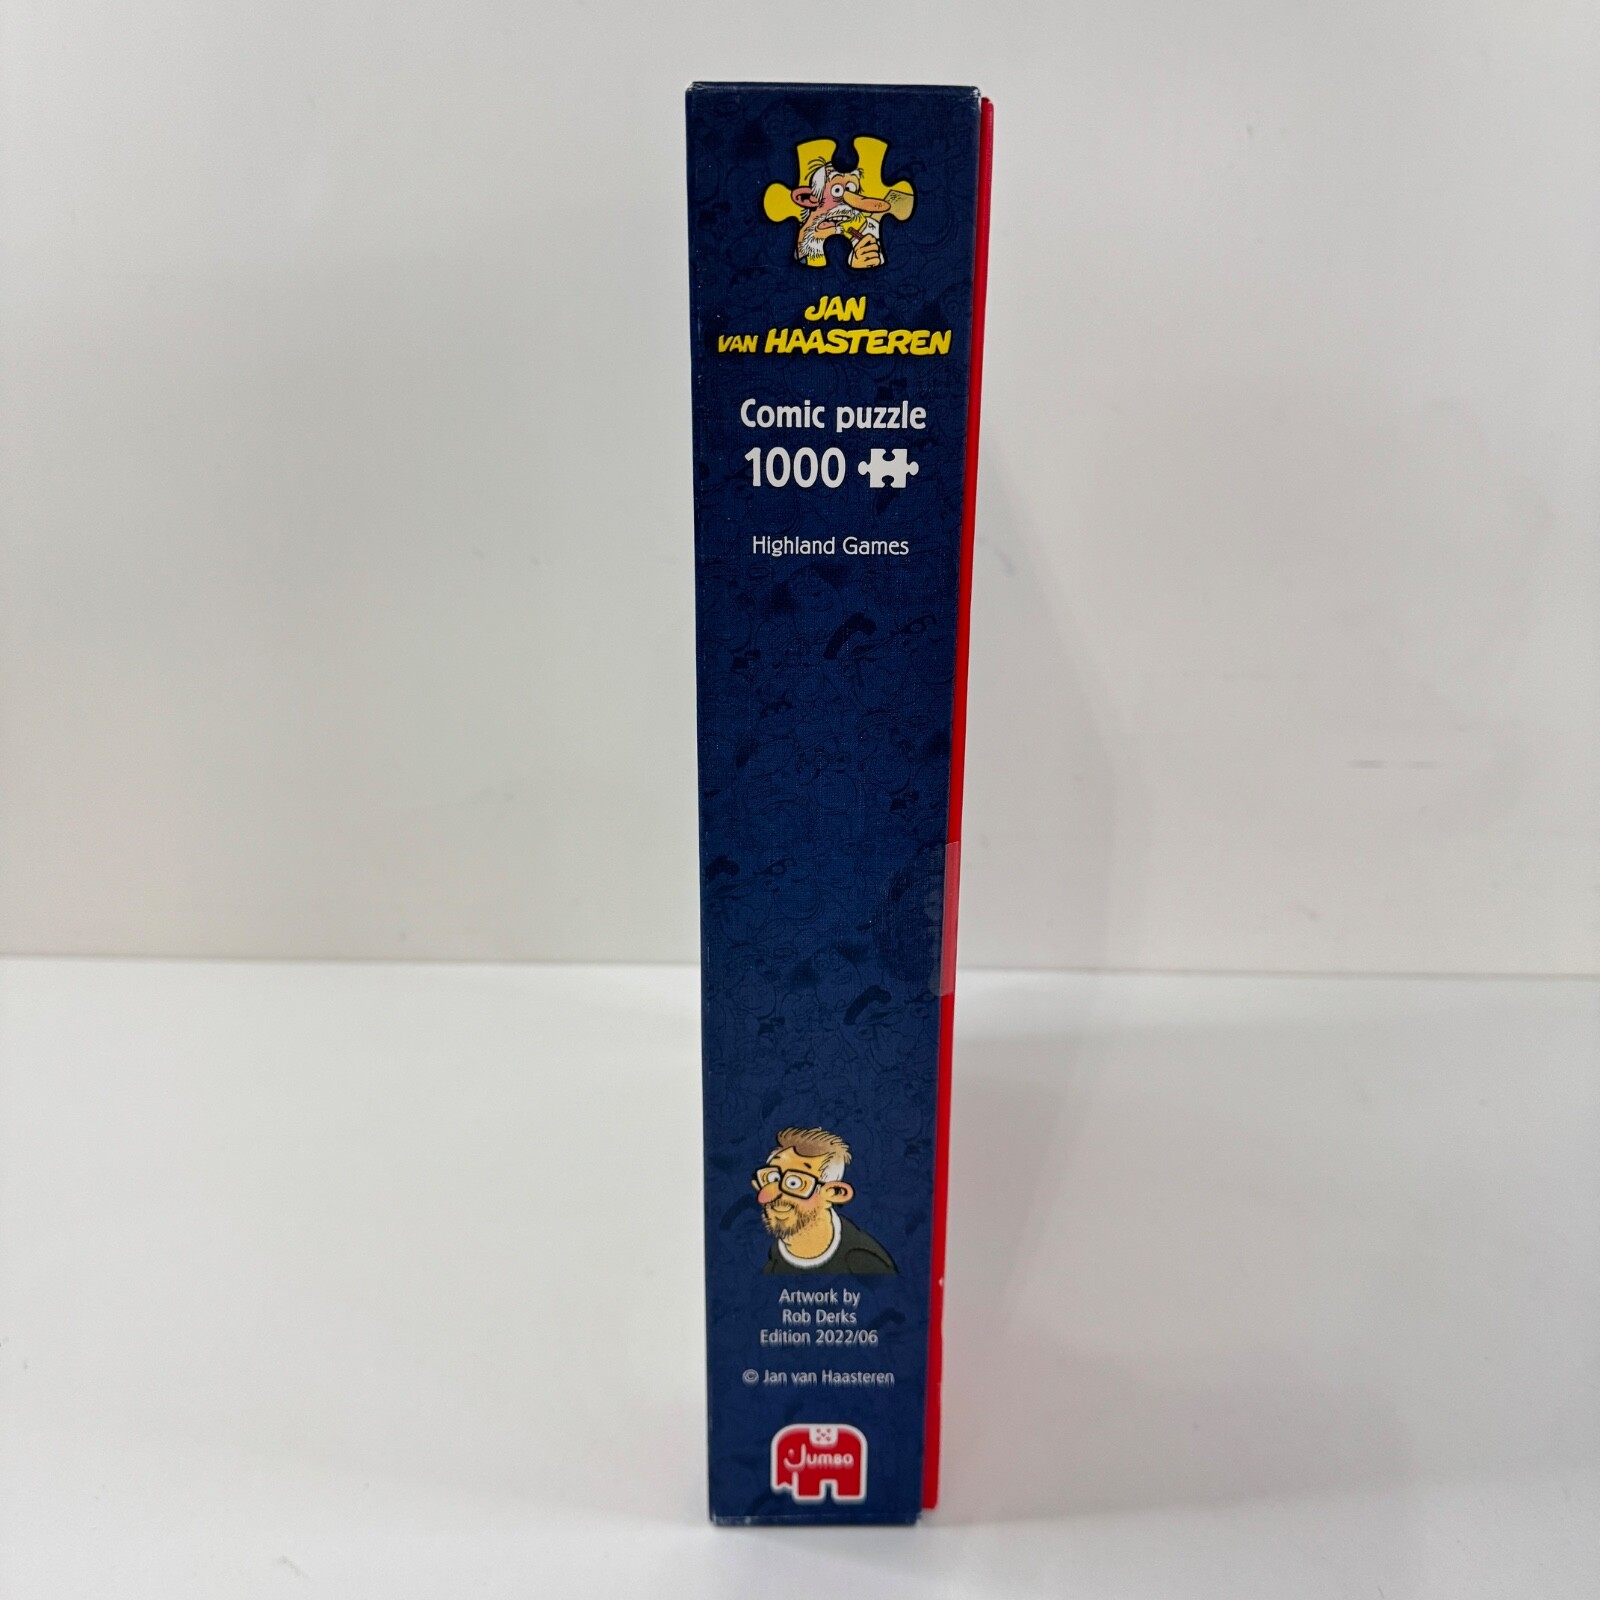 JAN
VAN HAASTEREN
Comic puzzle
1000
Highland Games
Artwork by
Rob Derks
Edition 2022/06
© Jan van Haasteren
Jumbo